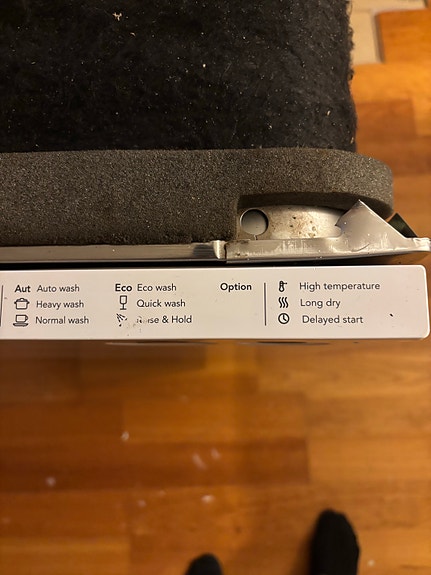 Aut Auto wash
Heavy wash
Normal wash
Eco Eco wash
Quick wash
& Hold
Option
High temperature
Long dry
Delayed start